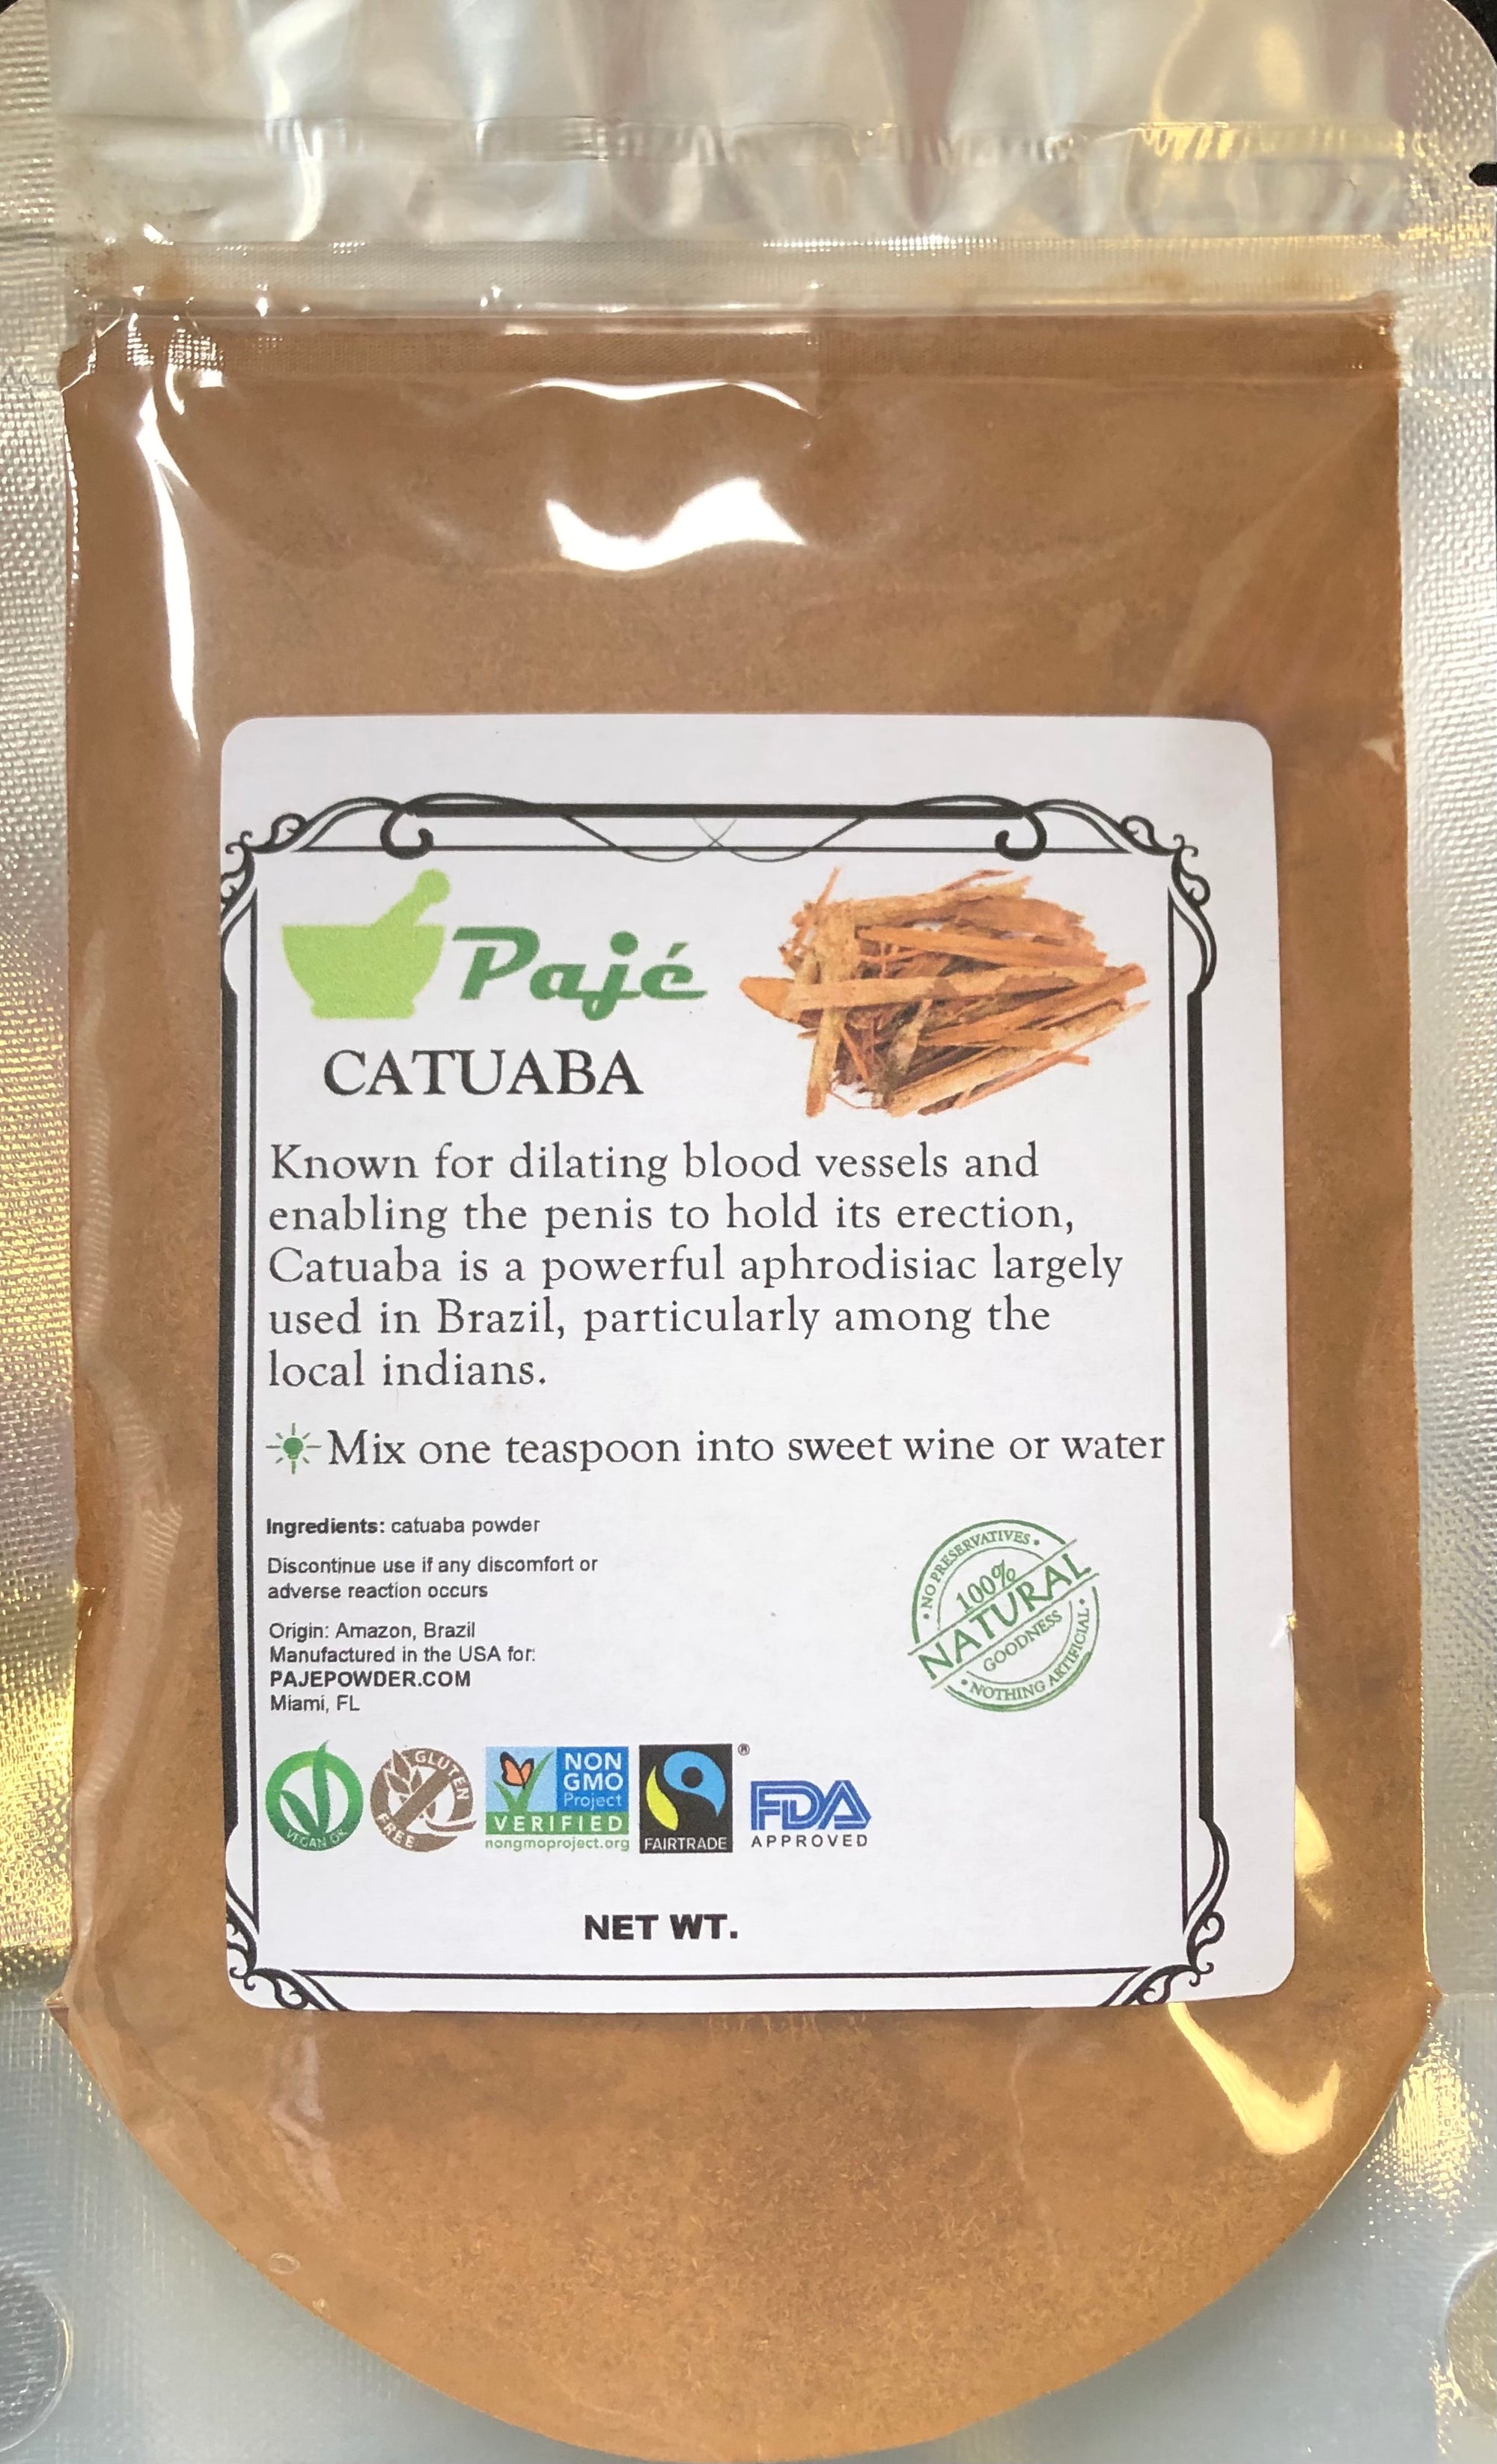 Pajé
CATUABA
Known for dilating blood vessels and
enabling the penis to hold its erection,
Catuaba is a powerful aphrodisiac largely
used in Brazil, particularly among the
local indians.
Mix one teaspoon into sweet wine or water
Ingredients: catuaba powder
Discontinue use if any discomfort or
adverse reaction occurs
Origin: Amazon, Brazil
Manufactured in the USA for:
PAJEPOWDER.COM
Miami, FL
• NO PRESERVATIVES •
100%
NATURAL
GOODNESS
• NOTHING ARTIFICIAL •
VEGAN OK
GLUTEN
FREE
NON
GMO
Project
VERIFIED
nongmoproject.org
FAIRTRADE
®
FDA
APPROVED
NET WT.